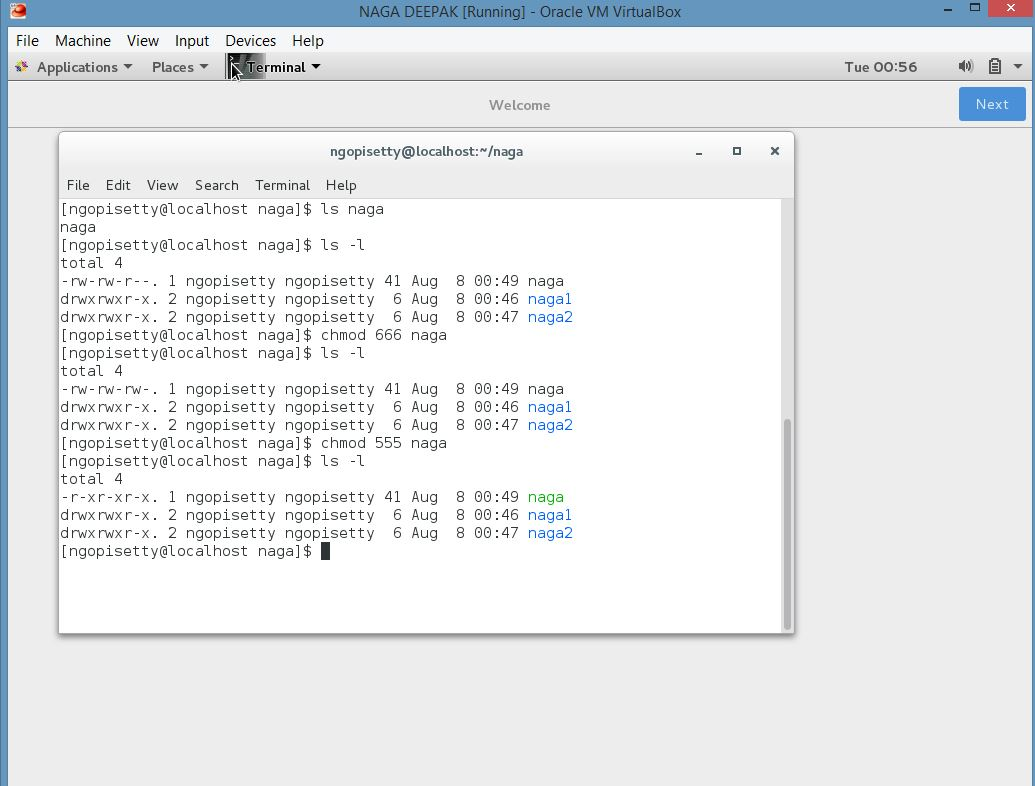 NAGA DEEPAK [Running] - Oracle VM VirtualBox
File Machine View Input Devices Help
Applications Places Terminal Tue 00:56
Welcome Next
ngopisetty@localhost:~/naga
File Edit View Search Terminal Help
[ngopisetty@localhost naga]$ ls naga
naga
[ngopisetty@localhost naga]$ ls -l
total 4
-rw-rw-r--. 1 ngopisetty ngopisetty 41 Aug  8 00:49 naga
drwxrwxr-x. 2 ngopisetty ngopisetty  6 Aug  8 00:46 naga1
drwxrwxr-x. 2 ngopisetty ngopisetty  6 Aug  8 00:47 naga2
[ngopisetty@localhost naga]$ chmod 666 naga
[ngopisetty@localhost naga]$ ls -l
total 4
-rw-rw-rw-. 1 ngopisetty ngopisetty 41 Aug  8 00:49 naga
drwxrwxr-x. 2 ngopisetty ngopisetty  6 Aug  8 00:46 naga1
drwxrwxr-x. 2 ngopisetty ngopisetty  6 Aug  8 00:47 naga2
[ngopisetty@localhost naga]$ chmod 555 naga
[ngopisetty@localhost naga]$ ls -l
total 4
-r-xr-xr-x. 1 ngopisetty ngopisetty 41 Aug  8 00:49 naga
drwxrwxr-x. 2 ngopisetty ngopisetty  6 Aug  8 00:46 naga1
drwxrwxr-x. 2 ngopisetty ngopisetty  6 Aug  8 00:47 naga2
[ngopisetty@localhost naga]$